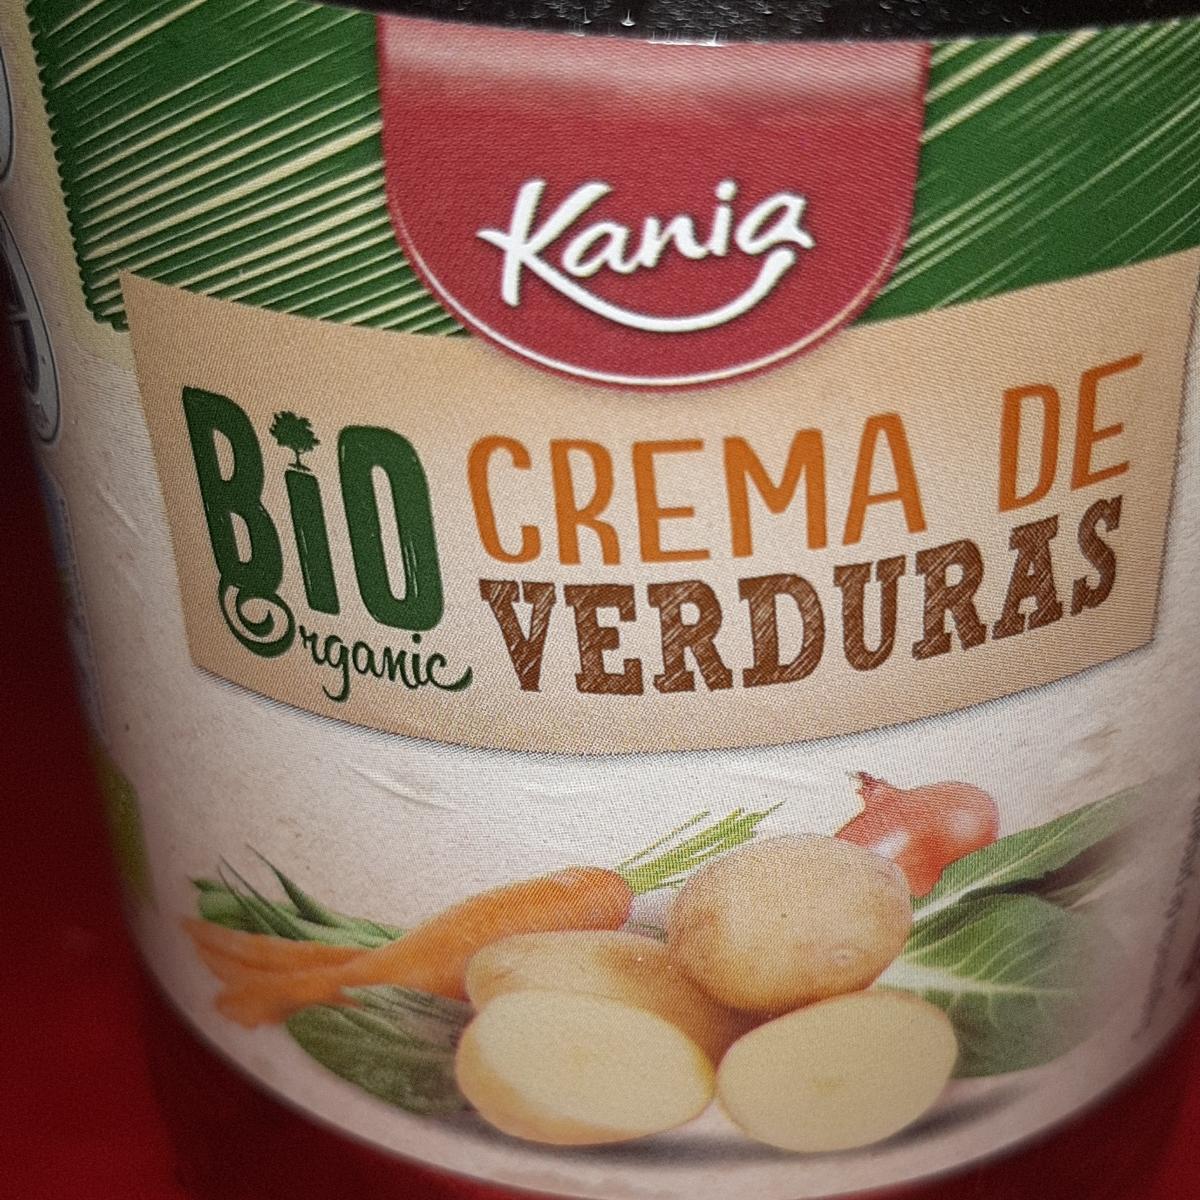 Kania
BiO
Organic
CREMA DE
VERDURAS